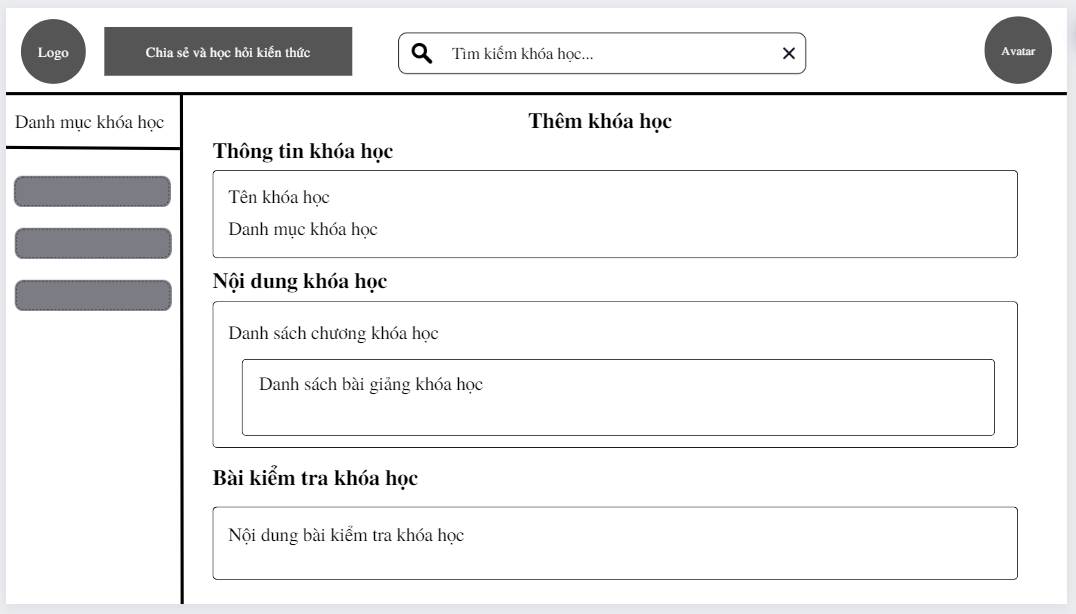 Logo
Chia sẻ và học hỏi kiến thức
Tìm kiếm khóa học...
Avatar
Danh mục khóa học
Thêm khóa học
Thông tin khóa học
Tên khóa học
Danh mục khóa học
Nội dung khóa học
Danh sách chương khóa học
Danh sách bài giảng khóa học
Bài kiểm tra khóa học
Nội dung bài kiểm tra khóa học